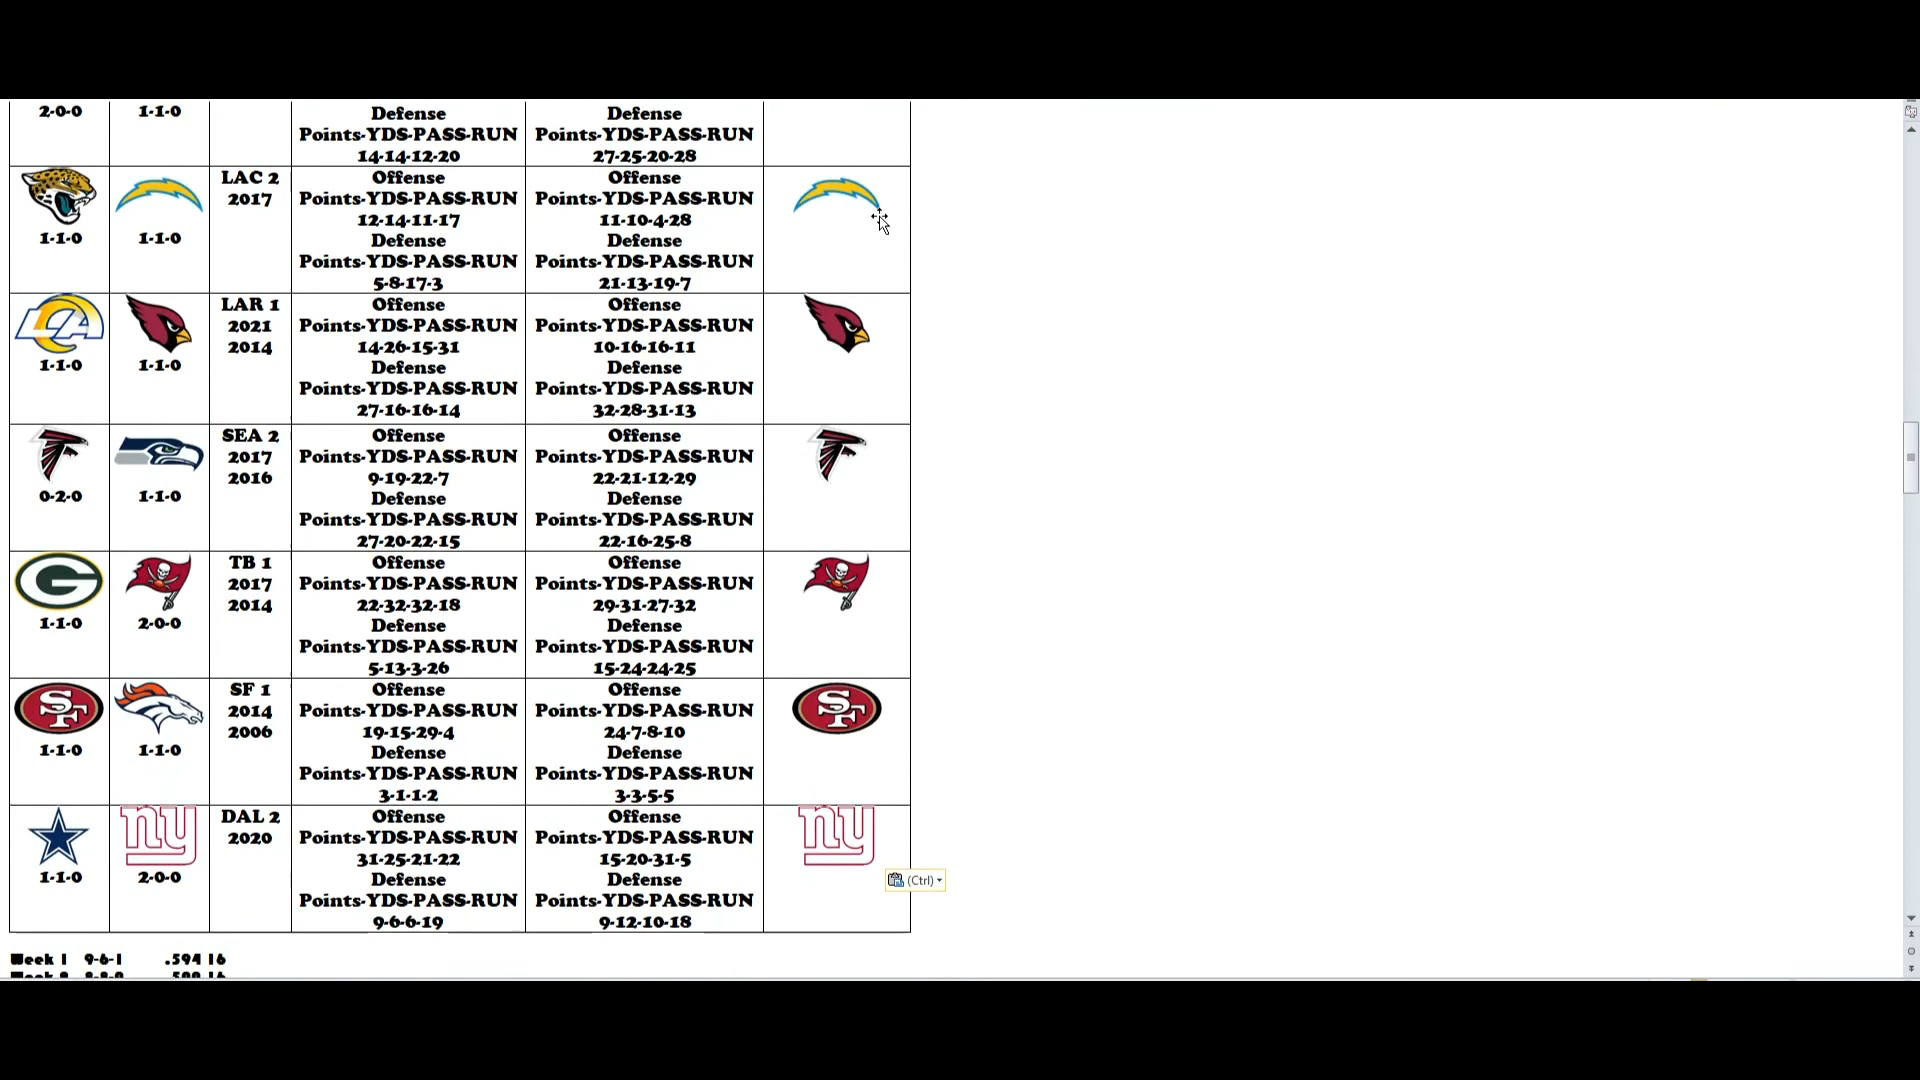 2-0-0 1-1-0 Defense Defense
Points-YDS-PASS-RUN Points-YDS-PASS-RUN
14-14-12-20 27-25-20-28
LAC 2 Offense Offense
2017 Points-YDS-PASS-RUN Points-YDS-PASS-RUN
12-14-11-17 11-10-4-28
1-1-0 1-1-0 Defense Defense
Points-YDS-PASS-RUN Points-YDS-PASS-RUN
5-8-17-3 21-13-19-7
LA LAR 1 Offense Offense
2021 Points-YDS-PASS-RUN Points-YDS-PASS-RUN
2014 14-26-15-31 10-16-16-11
1-1-0 1-1-0 Defense Defense
Points-YDS-PASS-RUN Points-YDS-PASS-RUN
27-16-16-14 32-28-31-13
SEA 2 Offense Offense
2017 Points-YDS-PASS-RUN Points-YDS-PASS-RUN
2016 9-19-22-7 22-21-12-29
0-2-0 1-1-0 Defense Defense
Points-YDS-PASS-RUN Points-YDS-PASS-RUN
27-20-22-15 22-16-25-8
G TB 1 Offense Offense
2017 Points-YDS-PASS-RUN Points-YDS-PASS-RUN
2014 22-32-32-18 29-31-27-32
1-1-0 2-0-0 Defense Defense
Points-YDS-PASS-RUN Points-YDS-PASS-RUN
5-13-3-26 15-24-24-25
SF SF 1 Offense Offense SF
2014 Points-YDS-PASS-RUN Points-YDS-PASS-RUN
2006 19-15-29-4 24-7-8-10
1-1-0 1-1-0 Defense Defense
Points-YDS-PASS-RUN Points-YDS-PASS-RUN
3-1-1-2 3-3-5-5
ny DAL 2 Offense Offense ny
2020 Points-YDS-PASS-RUN Points-YDS-PASS-RUN
31-25-21-22 15-20-31-5
1-1-0 2-0-0 Defense Defense (Ctrl)
Points-YDS-PASS-RUN Points-YDS-PASS-RUN
9-6-6-19 9-12-10-18
Week 1 9-6-1 .594 16